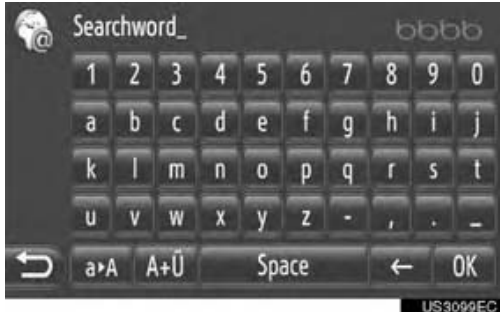 Searchword_ bbbb
1 2 3 4 5 6 7 8 9 0
a b c d e f g h i j
k l m n o p q r s t
u v w x y z - , . _
a▸A A+Ü Space ← OK
US3099EC